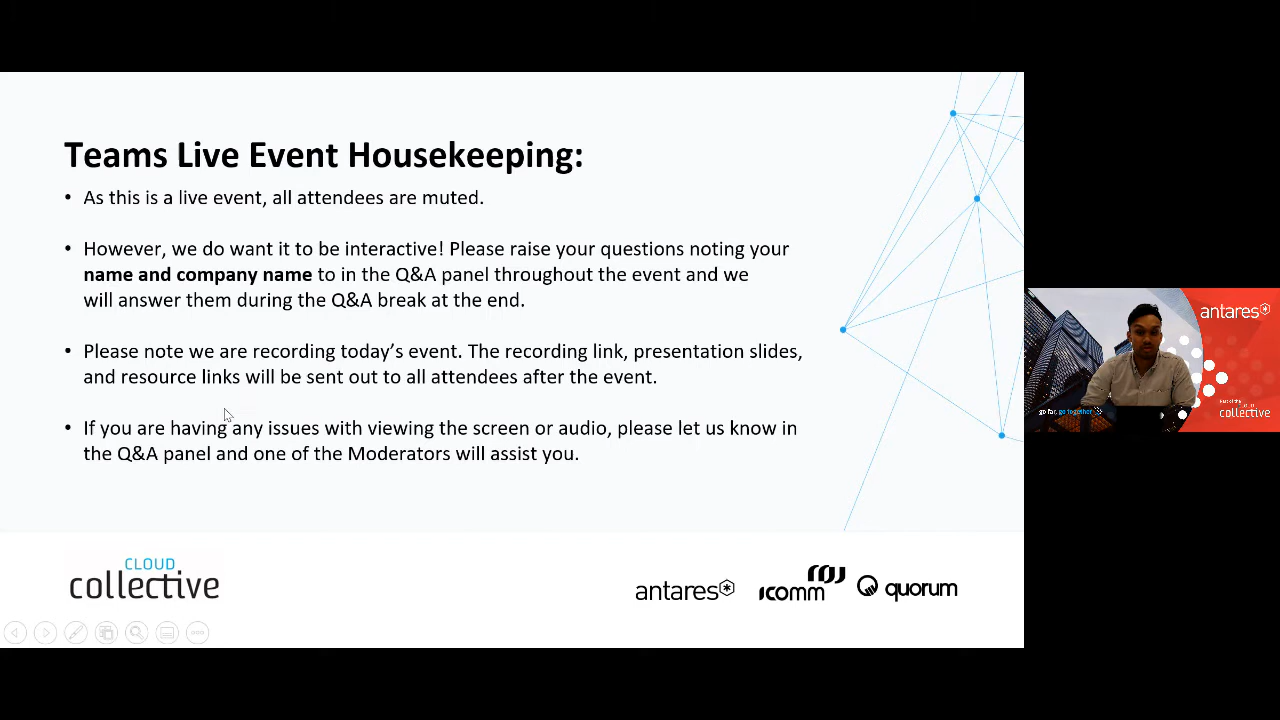 Teams Live Event Housekeeping:
• As this is a live event, all attendees are muted.
• However, we do want it to be interactive! Please raise your questions noting your
name and company name to in the Q&A panel throughout the event and we
will answer them during the Q&A break at the end.
• Please note we are recording today's event. The recording link, presentation slides,
and resource links will be sent out to all attendees after the event.
• If you are having any issues with viewing the screen or audio, please let us know in
the Q&A panel and one of the Moderators will assist you.
CLOUD
collective
antares
ICOMM
quorum
antares
go far, go together
collective